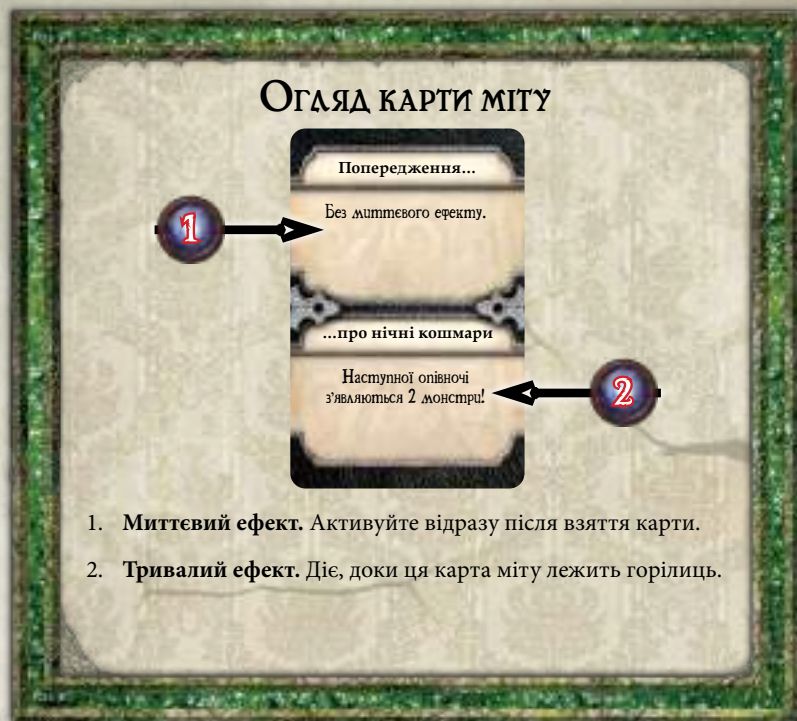 Огляд карти міту
Попередження...
1
Без миттєвого ефекту.
...про нічні кошмари
Наступної опівночі
з'являються 2 монстри!
2
1. Миттєвий ефект. Активуйте відразу після взяття карти.
2. Тривалий ефект. Діє, доки ця карта міту лежить горілиць.